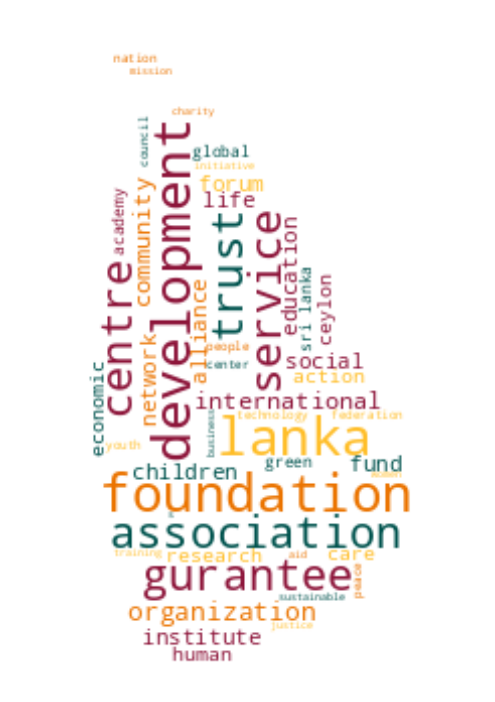 nation
mission
charity
council
development
global
initiative
forum
community
academy
life
trust
service
education
centre
sri lanka
ceylon
alliance
network
people
center
social
economic
action
international
business
technology
federation
lanka
youth
children
green
fund
foundation
association
training
research
aid
care
gurantee
peace
sustainable
organization
justice
institute
human